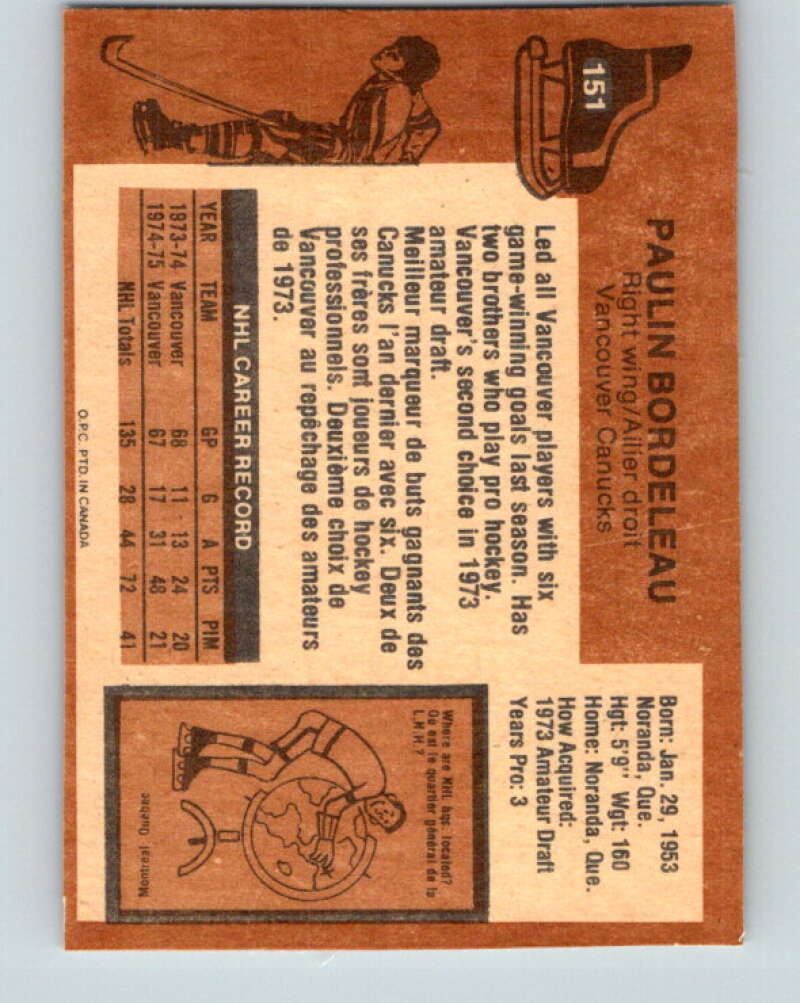 151
PAULIN BORDELEAU
Right wing/Ailier droit
Vancouver Canucks
Led all Vancouver players with six
game-winning goals last season. Has
two brothers who play pro hockey.
Vancouver's second choice in 1973
amateur draft.
Meilleur marqueur de buts gagnants des
Canucks l'an dernier avec six. Deux de
ses frères sont joueurs de hockey
professionnels. Deuxième choix de
Vancouver au repêchage des amateurs
de 1973.
NHL CAREER RECORD
YEAR TEAM GP G A PTS PIM
1973-74 Vancouver 68 11 13 24 20
1974-75 Vancouver 67 17 31 48 21
NHL Totals 135 28 44 72 41
O.P.C. PTD. IN CANADA
Born: Jan. 29, 1953
Noranda, Que.
Hgt: 5'9" Wgt: 160
Home: Noranda, Que.
How Acquired:
1973 Amateur Draft
Years Pro: 3
Where are NHL hqs. located?
Où est le quartier général de la
L.N.H.?
Montreal Quebec